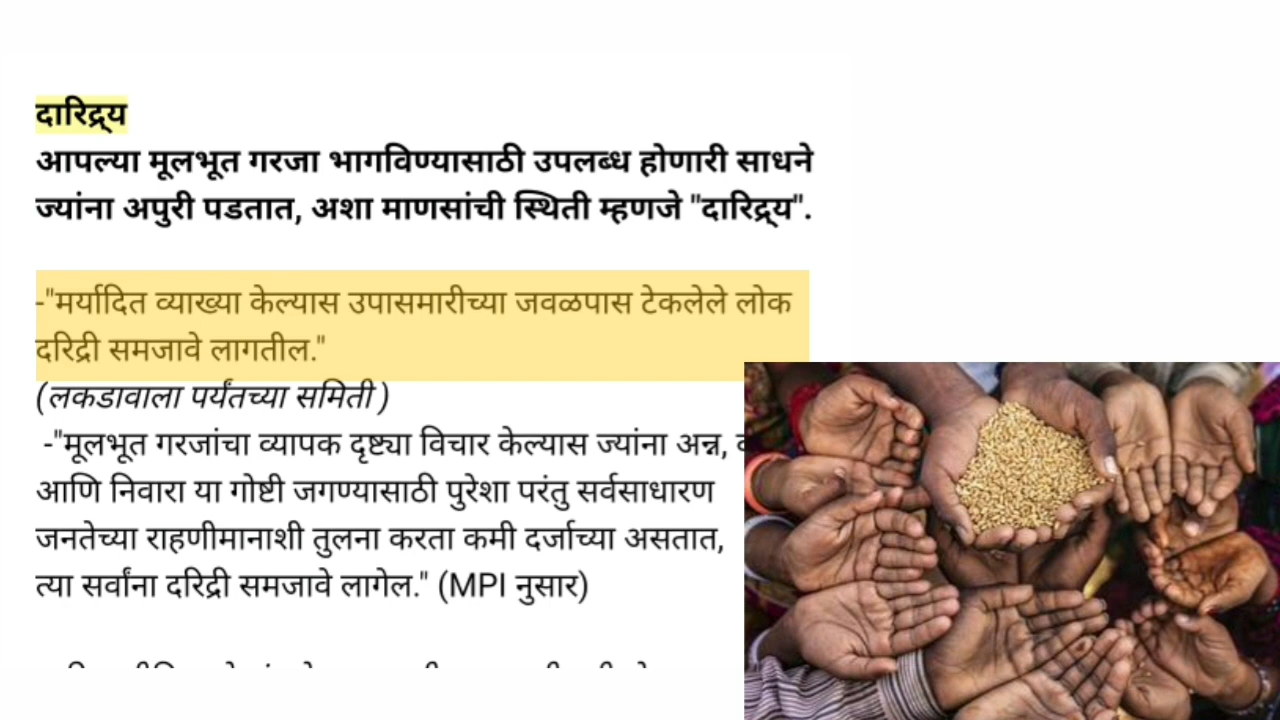 दारिद्र्य
आपल्या मूलभूत गरजा भागविण्यासाठी उपलब्ध होणारी साधने
ज्यांना अपुरी पडतात, अशा माणसांची स्थिती म्हणजे "दारिद्र्य".
-"मर्यादित व्याख्या केल्यास उपासमारीच्या जवळपास टेकलेले लोक
दरिद्री समजावे लागतील."
(लकडावाला पर्यंतच्या समिती )
-"मूलभूत गरजांचा व्यापक दृष्ट्या विचार केल्यास ज्यांना अन्न,
आणि निवारा या गोष्टी जगण्यासाठी पुरेशा परंतु सर्वसाधारण
जनतेच्या राहणीमानाशी तुलना करता कमी दर्जाच्या असतात,
त्या सर्वांना दरिद्री समजावे लागेल." (MPI नुसार)